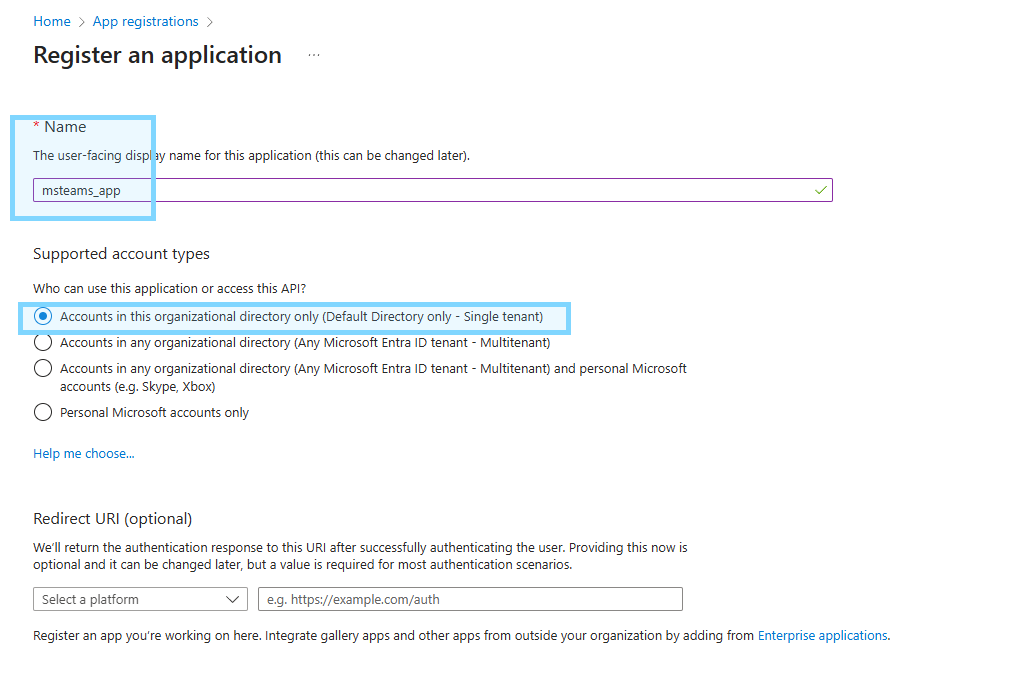 Home > App registrations >
Register an application ...
* Name
The user-facing display name for this application (this can be changed later).
msteams_app
Supported account types
Who can use this application or access this API?
Accounts in this organizational directory only (Default Directory only - Single tenant)
Accounts in any organizational directory (Any Microsoft Entra ID tenant - Multitenant)
Accounts in any organizational directory (Any Microsoft Entra ID tenant - Multitenant) and personal Microsoft
accounts (e.g. Skype, Xbox)
Personal Microsoft accounts only
Help me choose...
Redirect URI (optional)
We'll return the authentication response to this URI after successfully authenticating the user. Providing this now is
optional and it can be changed later, but a value is required for most authentication scenarios.
Select a platform e.g. https://example.com/auth
Register an app you're working on here. Integrate gallery apps and other apps from outside your organization by adding from Enterprise applications.